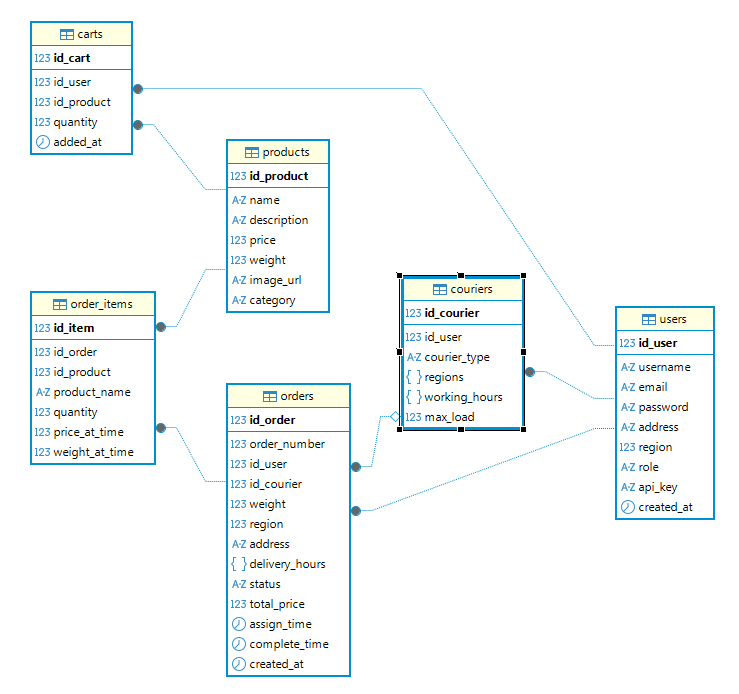 carts
123 id_cart
123 id_user
123 id_product
123 quantity
added_at
products
123 id_product
A-Z name
A-Z description
123 price
123 weight
A-Z image_url
A-Z category
order_items
123 id_item
123 id_order
123 id_product
A-Z product_name
123 quantity
123 price_at_time
123 weight_at_time
orders
123 id_order
123 order_number
123 id_user
123 id_courier
123 weight
123 region
A-Z address
{ } delivery_hours
A-Z status
123 total_price
assign_time
complete_time
created_at
couriers
123 id_courier
123 id_user
A-Z courier_type
{ } regions
{ } working_hours
123 max_load
users
123 id_user
A-Z username
A-Z email
A-Z password
A-Z address
123 region
A-Z role
A-Z api_key
created_at